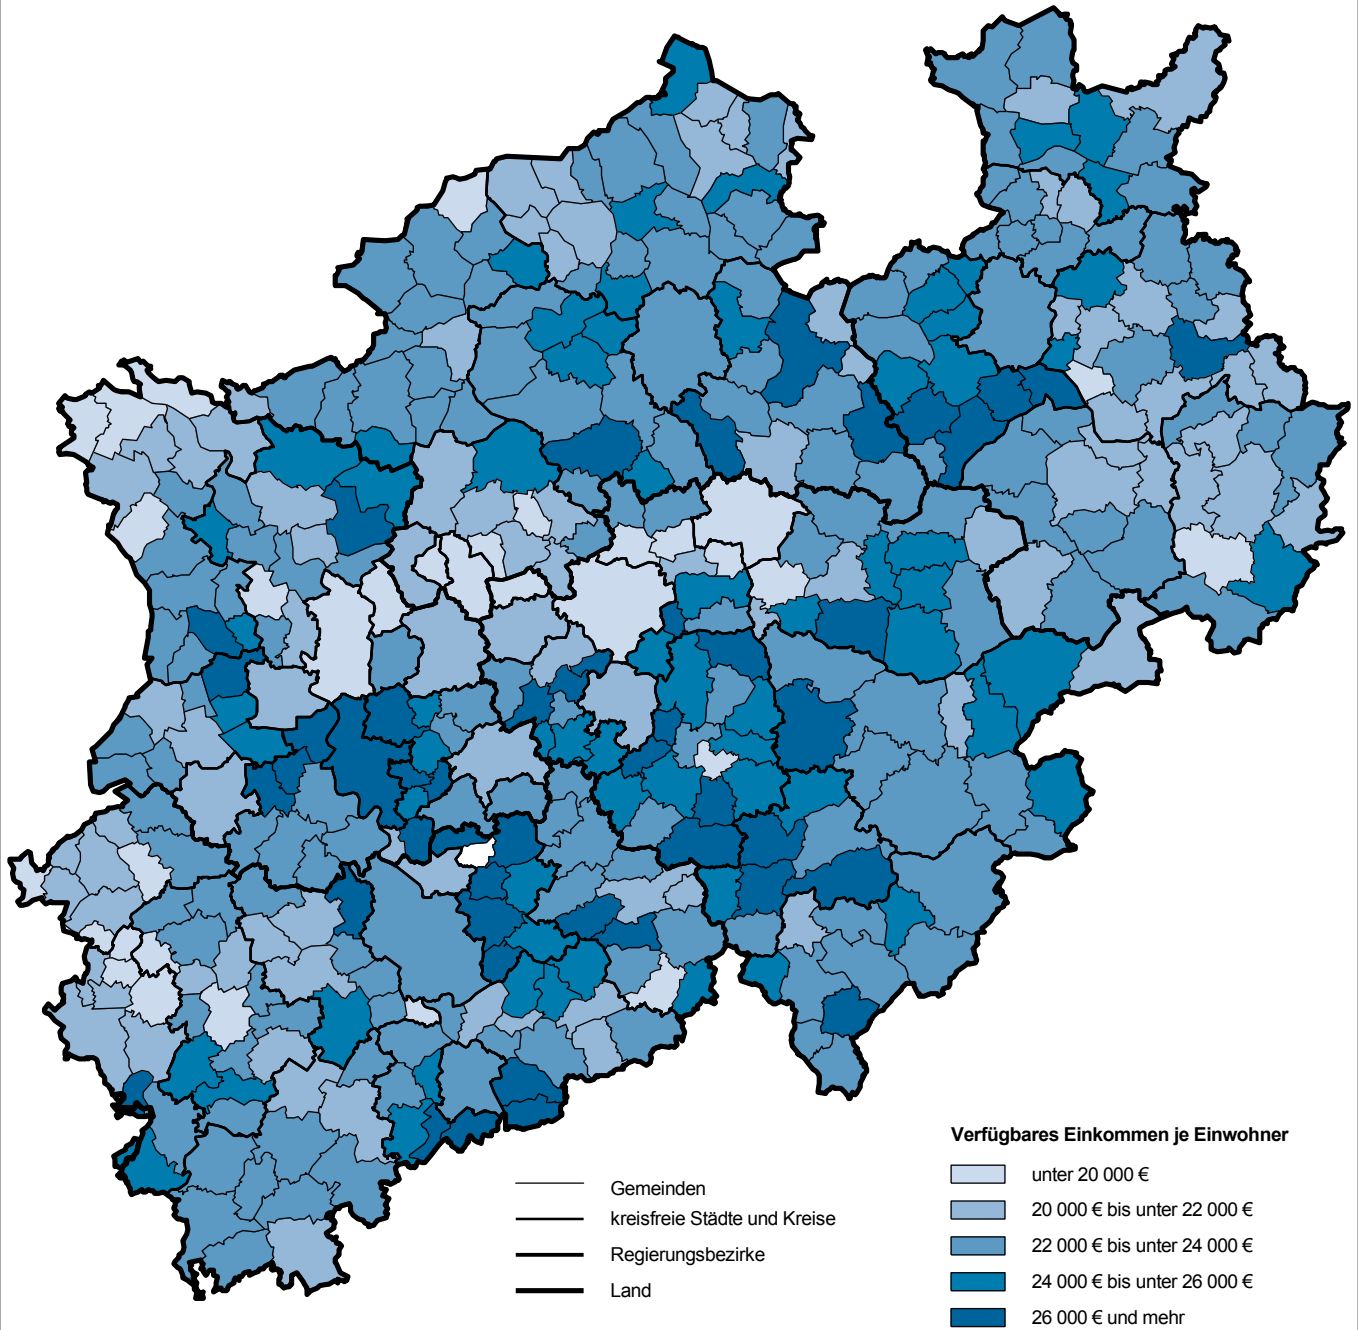 Verfügbares Einkommen je Einwohner
unter 20 000 €
20 000 € bis unter 22 000 €
22 000 € bis unter 24 000 €
24 000 € bis unter 26 000 €
26 000 € und mehr
Gemeinden
kreisfreie Städte und Kreise
Regierungsbezirke
Land